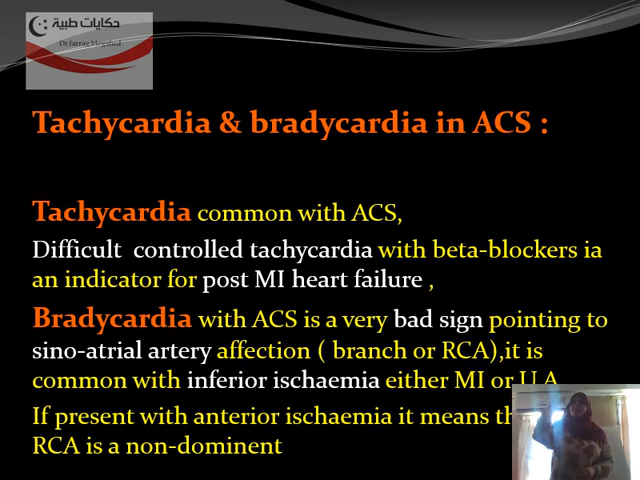 حكايات طبية
Dr farrag Megahed
Tachycardia & bradycardia in ACS :
Tachycardia common with ACS,
Difficult controlled tachycardia with beta-blockers ia
an indicator for post MI heart failure ,
Bradycardia with ACS is a very bad sign pointing to
sino-atrial artery affection ( branch or RCA),it is
common with inferior ischaemia either MI or U.A
If present with anterior ischaemia it means
RCA is a non-dominent